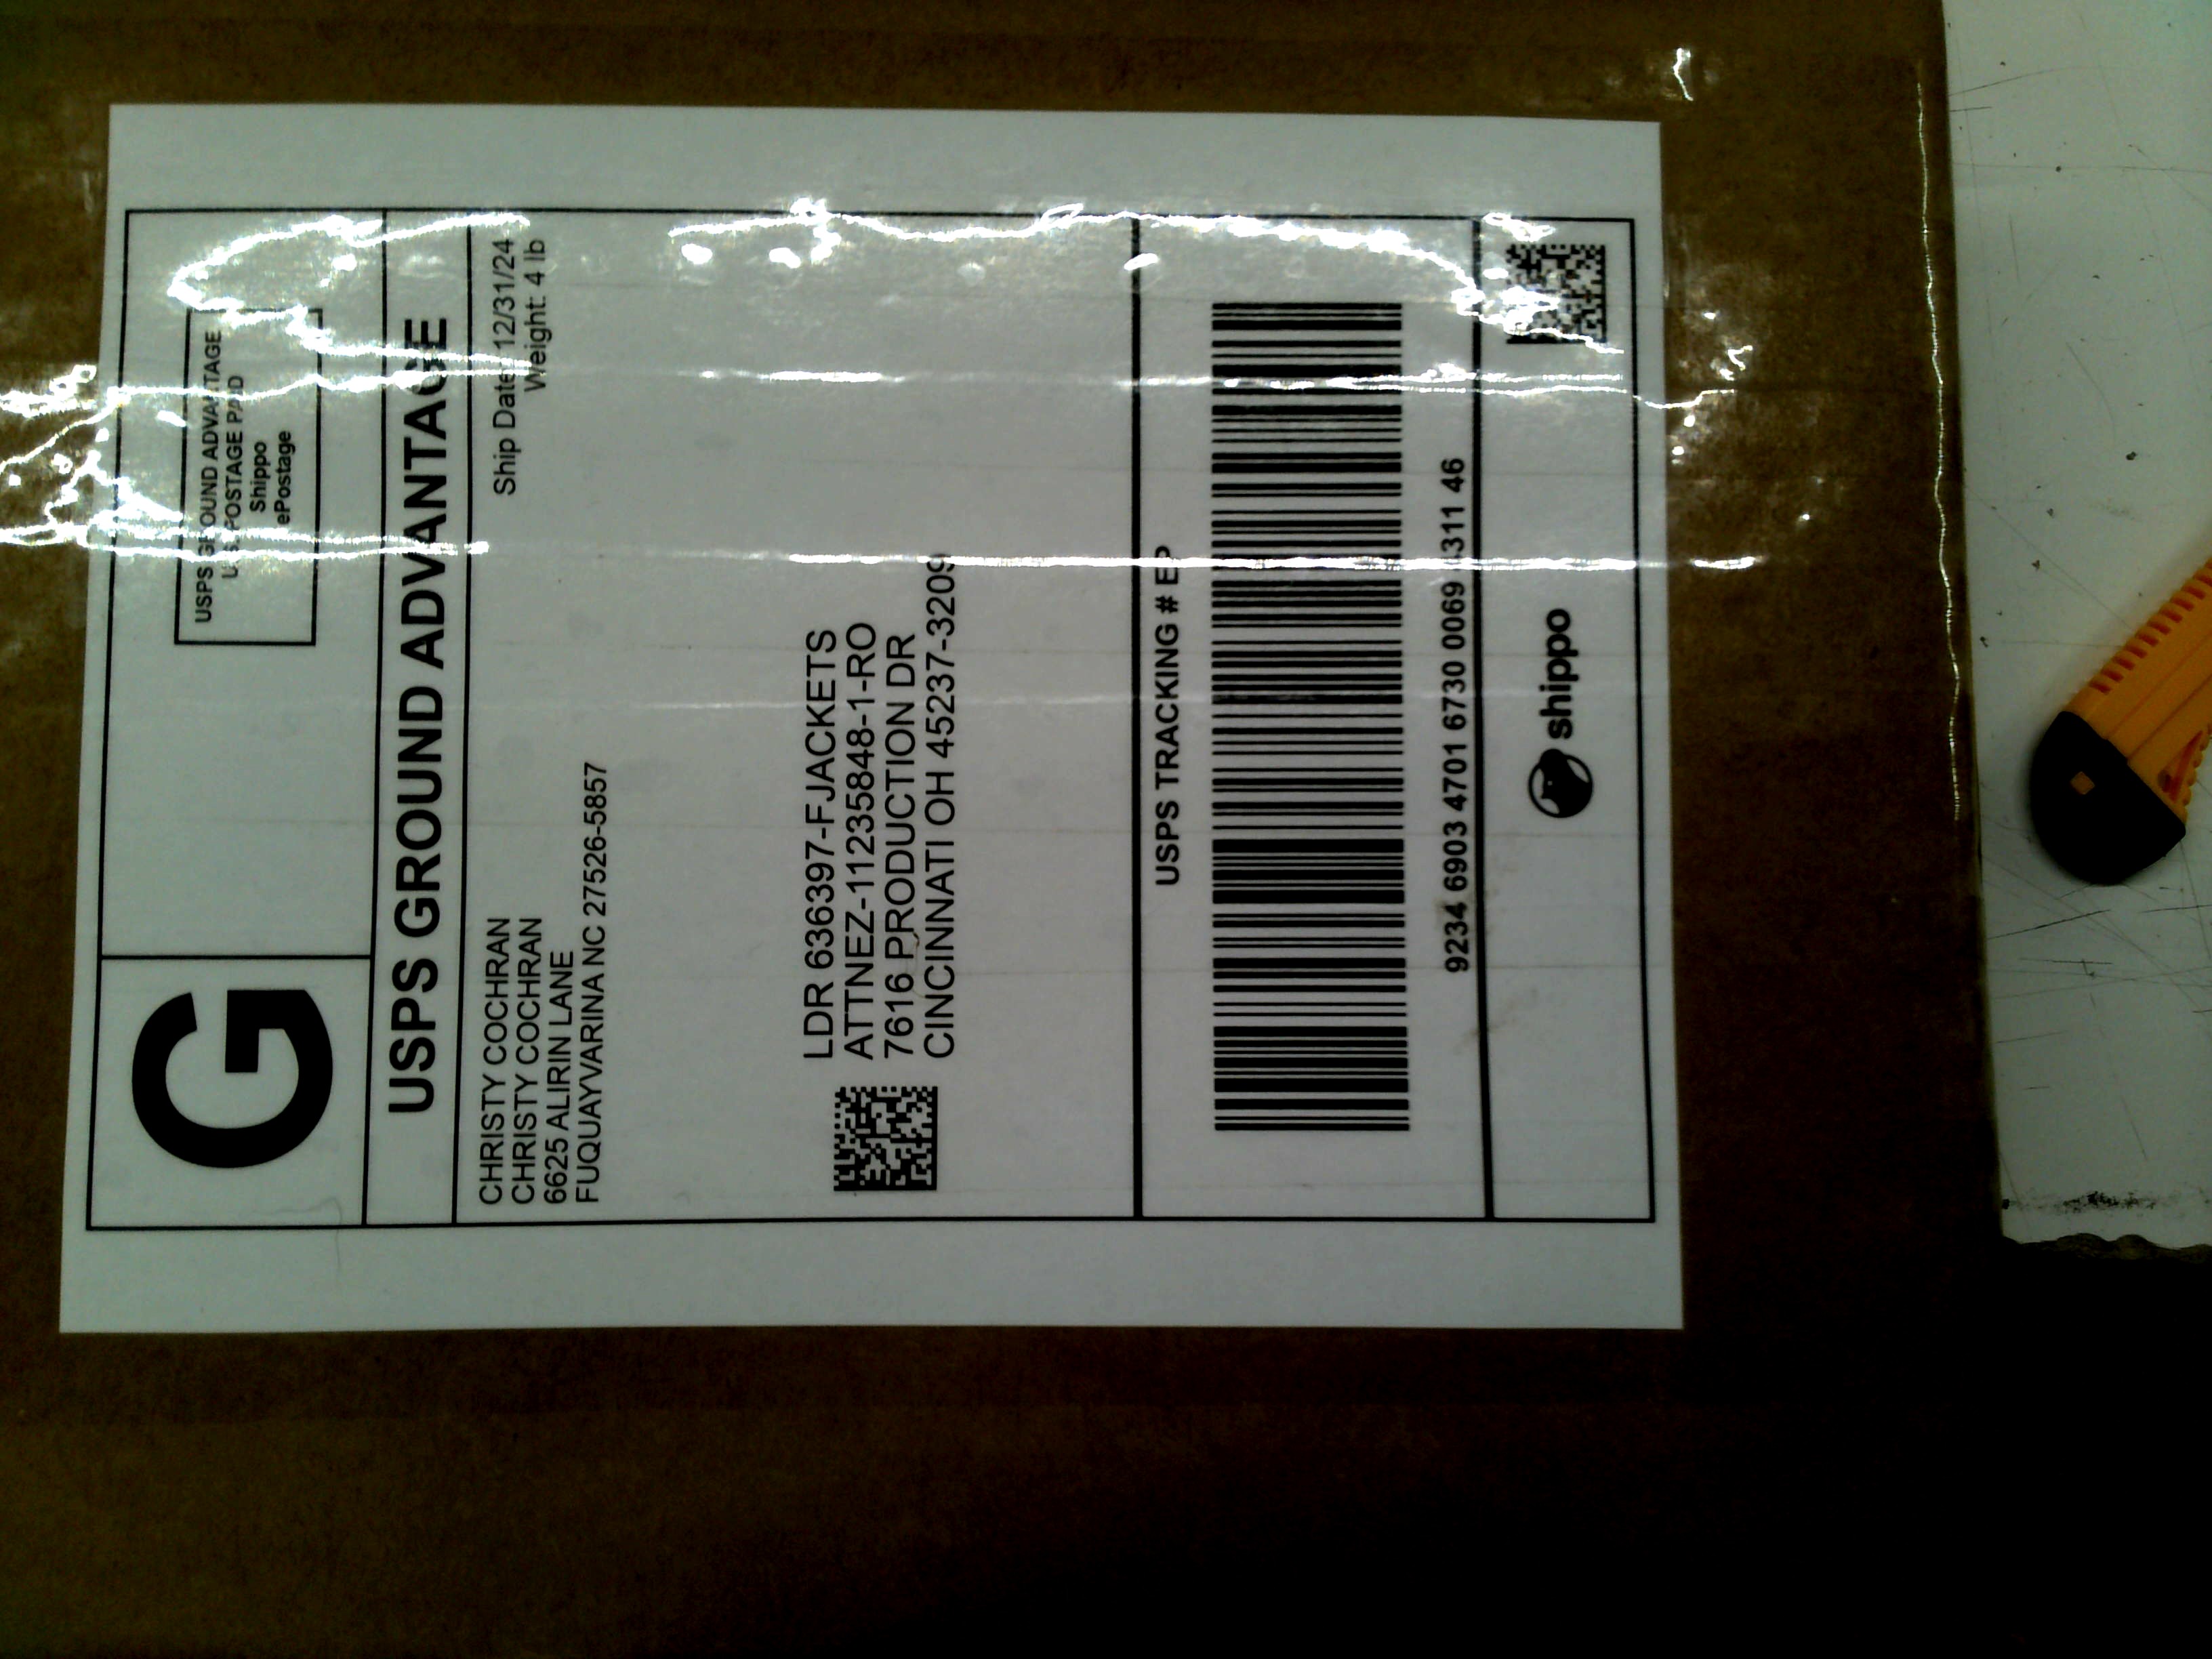 G
USPS GROUND ADVANTAGE
U.S. POSTAGE PAID
Shippo
ePostage
USPS GROUND ADVANTAGE
CHRISTY COCHRAN
CHRISTY COCHRAN
6625 ALIRIN LANE
FUQUAYVARINA NC 27526-5857
Ship Date: 12/31/24
Weight: 4 lb
LDR 636397-FJACKETS
ATTNEZ-11235848-1-RO
7616 PRODUCTION DR
CINCINNATI OH 45237-3209
USPS TRACKING # EP
9234 6903 4701 6730 0069 311 46
shippo